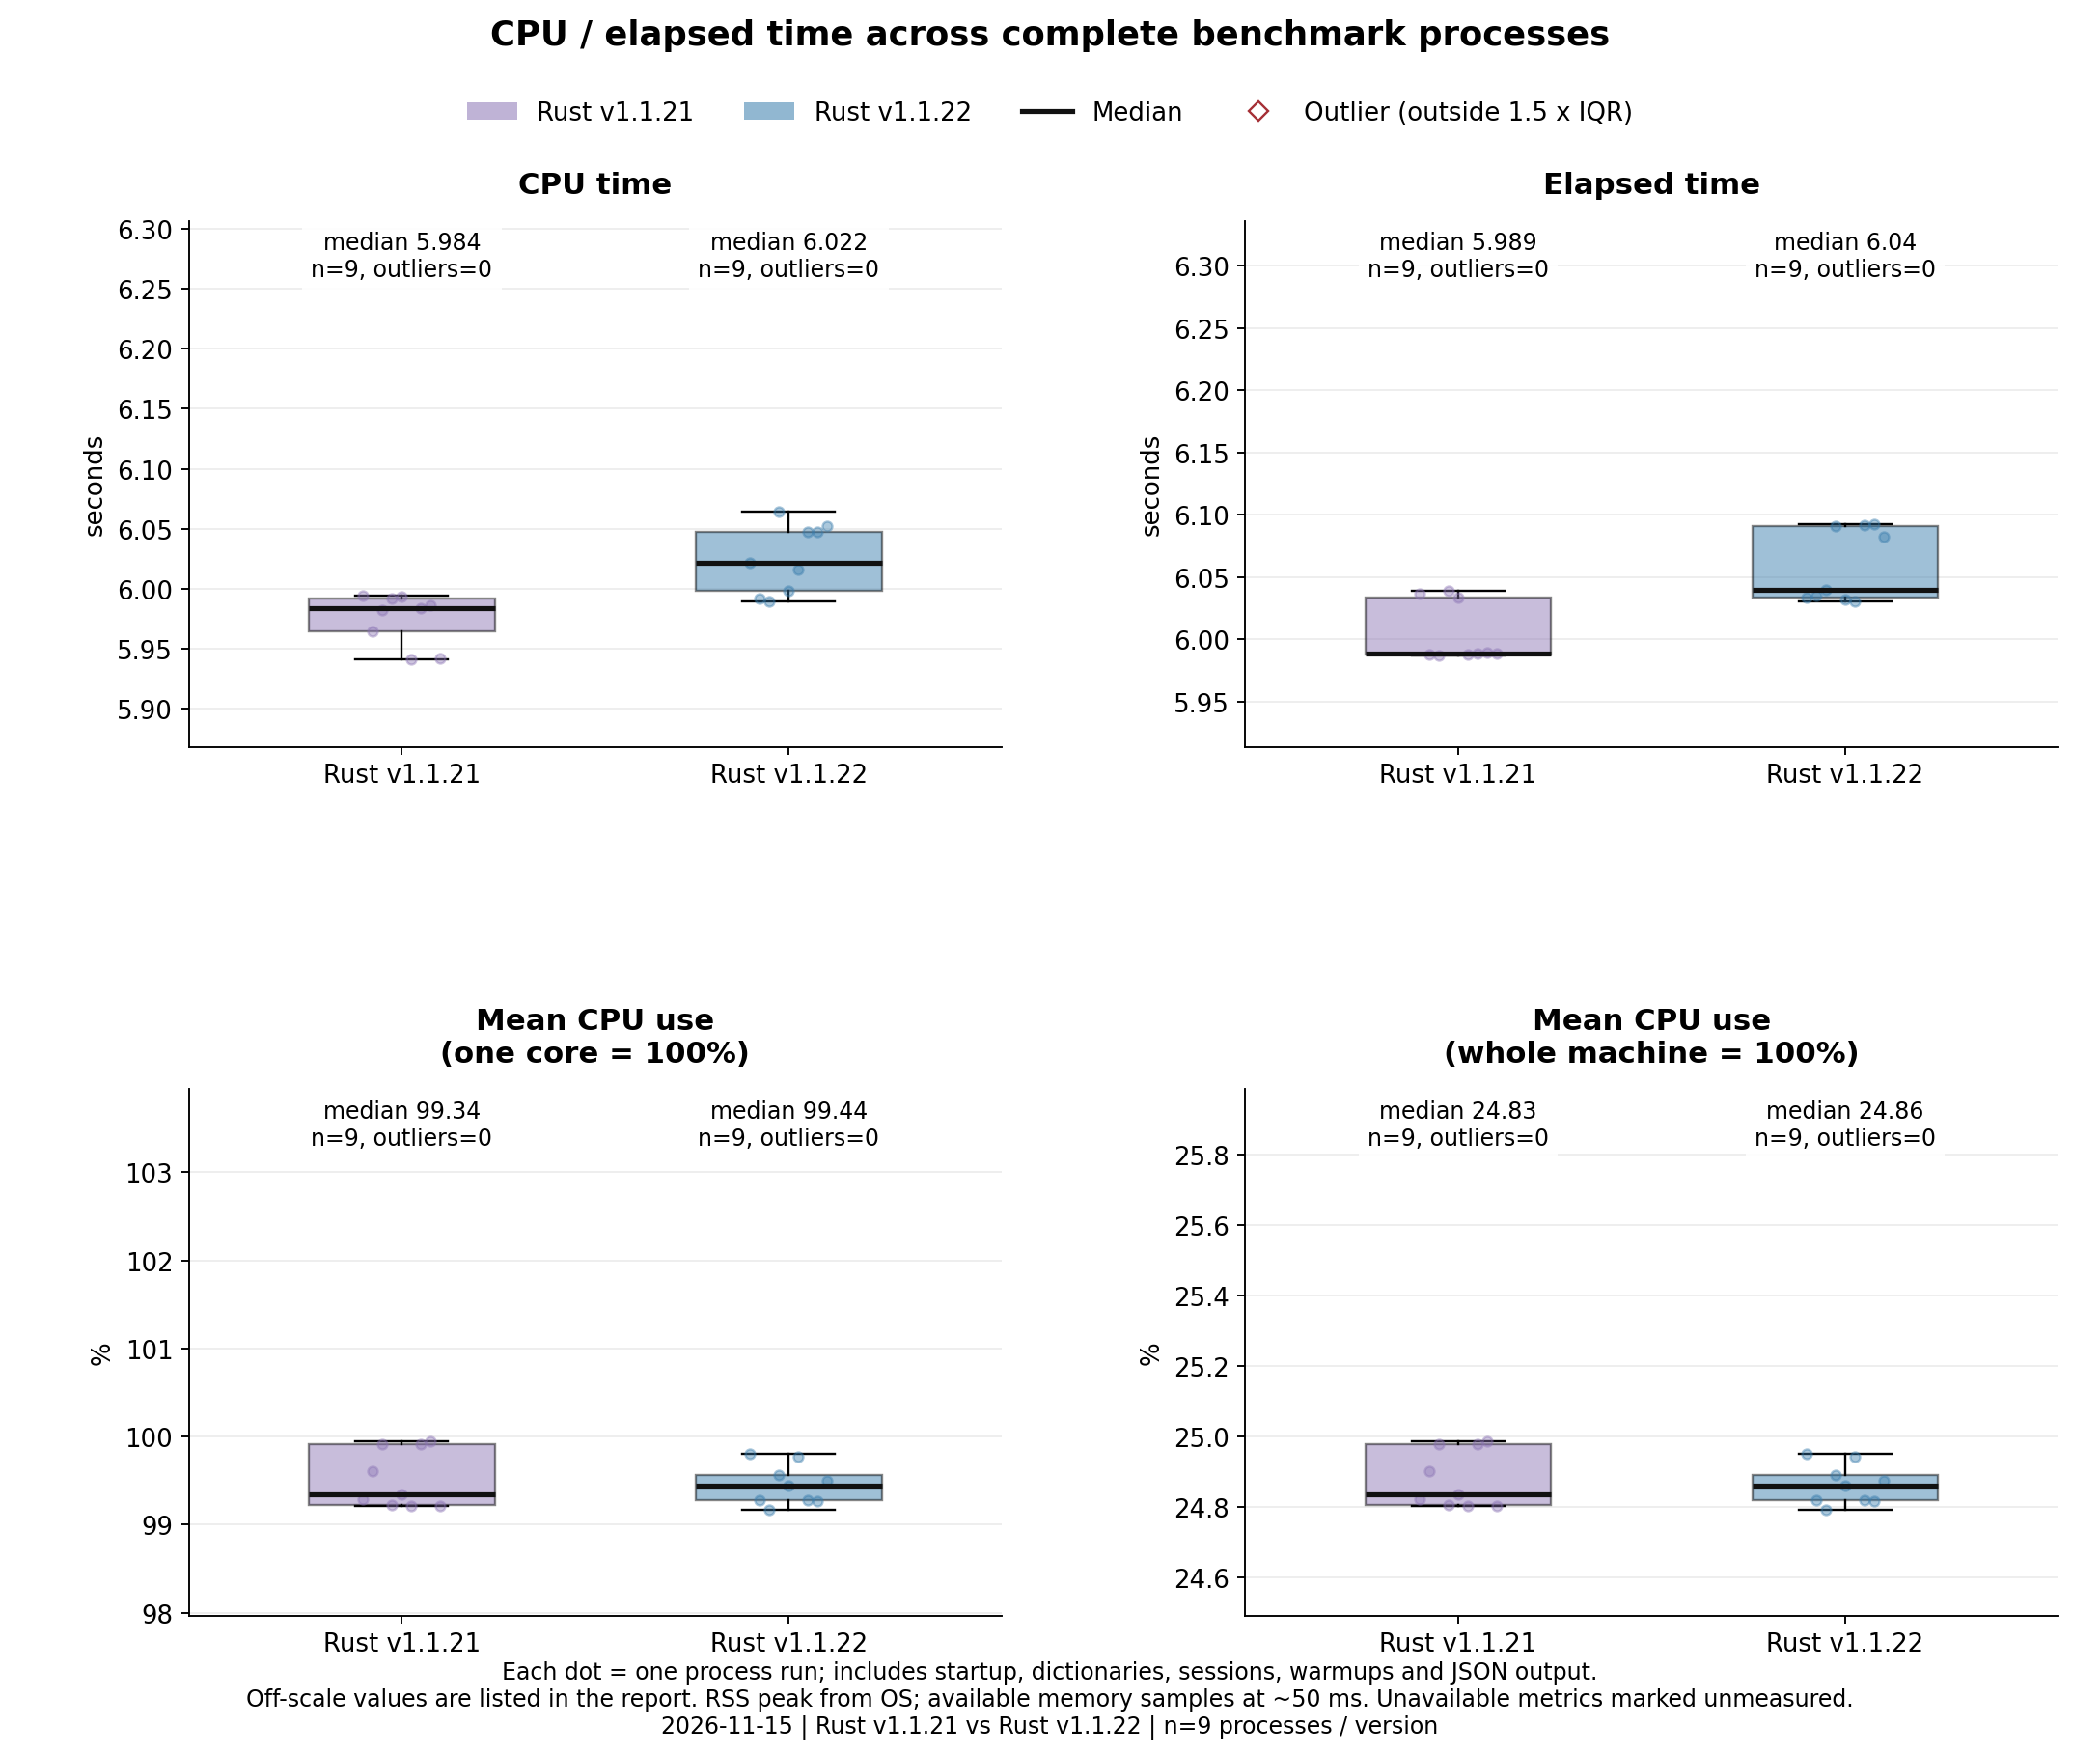 CPU / elapsed time across complete benchmark processes
Rust v1.1.21
Rust v1.1.22
Median
Outlier (outside 1.5 x IQR)
CPU time
median 5.984
n=9, outliers=0
median 6.022
n=9, outliers=0
6.30
6.25
6.20
6.15
6.10
6.05
6.00
5.95
5.90
seconds
Rust v1.1.21
Rust v1.1.22
Elapsed time
median 5.989
n=9, outliers=0
median 6.04
n=9, outliers=0
6.30
6.25
6.20
6.15
6.10
6.05
6.00
5.95
seconds
Rust v1.1.21
Rust v1.1.22
Mean CPU use
(one core = 100%)
median 99.34
n=9, outliers=0
median 99.44
n=9, outliers=0
103
102
101
100
99
98
%
Rust v1.1.21
Rust v1.1.22
Mean CPU use
(whole machine = 100%)
median 24.83
n=9, outliers=0
median 24.86
n=9, outliers=0
25.8
25.6
25.4
25.2
25.0
24.8
24.6
%
Rust v1.1.21
Rust v1.1.22
Each dot = one process run; includes startup, dictionaries, sessions, warmups and JSON output.
Off-scale values are listed in the report. RSS peak from OS; available memory samples at ~50 ms. Unavailable metrics marked unmeasured.
2026-11-15 | Rust v1.1.21 vs Rust v1.1.22 | n=9 processes / version